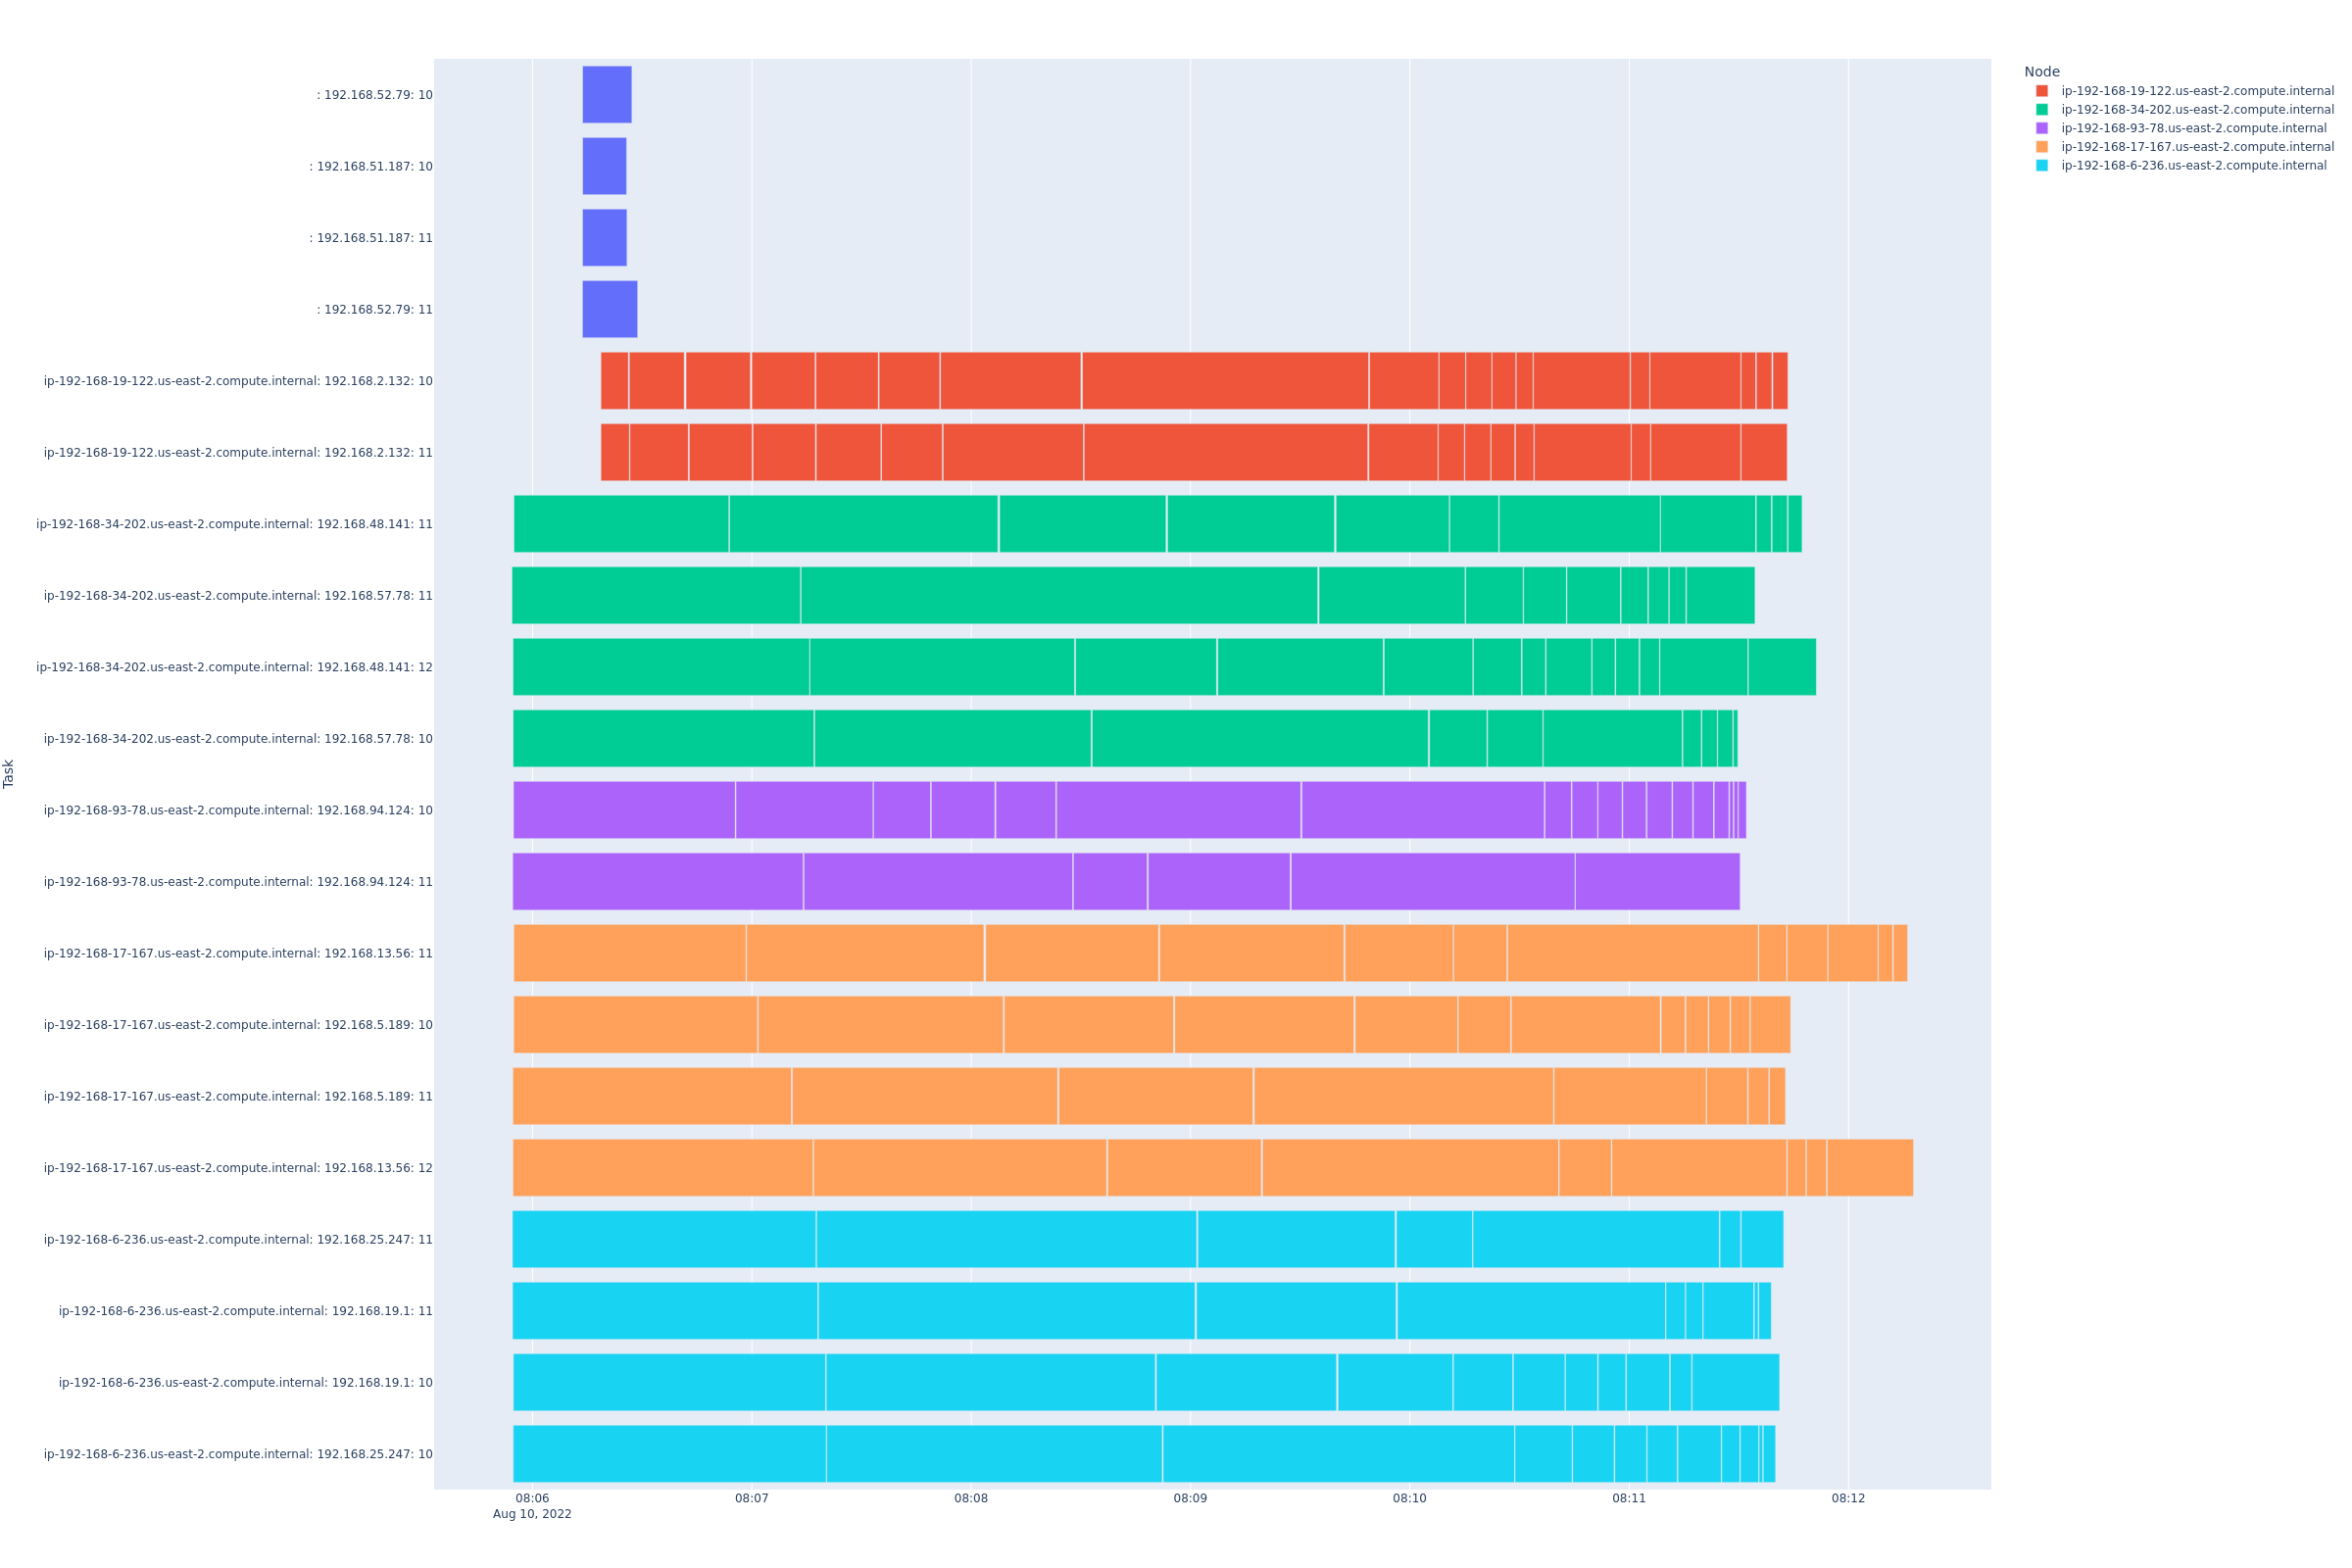 : 192.168.52.79: 10
: 192.168.51.187: 10
: 192.168.51.187: 11
: 192.168.52.79: 11
ip-192-168-19-122.us-east-2.compute.internal: 192.168.2.132: 10
ip-192-168-19-122.us-east-2.compute.internal: 192.168.2.132: 11
ip-192-168-34-202.us-east-2.compute.internal: 192.168.48.141: 11
ip-192-168-34-202.us-east-2.compute.internal: 192.168.57.78: 11
ip-192-168-34-202.us-east-2.compute.internal: 192.168.48.141: 12
ip-192-168-34-202.us-east-2.compute.internal: 192.168.57.78: 10
ip-192-168-93-78.us-east-2.compute.internal: 192.168.94.124: 10
ip-192-168-93-78.us-east-2.compute.internal: 192.168.94.124: 11
ip-192-168-17-167.us-east-2.compute.internal: 192.168.13.56: 11
ip-192-168-17-167.us-east-2.compute.internal: 192.168.5.189: 10
ip-192-168-17-167.us-east-2.compute.internal: 192.168.5.189: 11
ip-192-168-17-167.us-east-2.compute.internal: 192.168.13.56: 12
ip-192-168-6-236.us-east-2.compute.internal: 192.168.25.247: 11
ip-192-168-6-236.us-east-2.compute.internal: 192.168.19.1: 11
ip-192-168-6-236.us-east-2.compute.internal: 192.168.19.1: 10
ip-192-168-6-236.us-east-2.compute.internal: 192.168.25.247: 10
Task
08:06 08:07 08:08 08:09 08:10 08:11 08:12
Aug 10, 2022
Node
ip-192-168-19-122.us-east-2.compute.internal
ip-192-168-34-202.us-east-2.compute.internal
ip-192-168-93-78.us-east-2.compute.internal
ip-192-168-17-167.us-east-2.compute.internal
ip-192-168-6-236.us-east-2.compute.internal